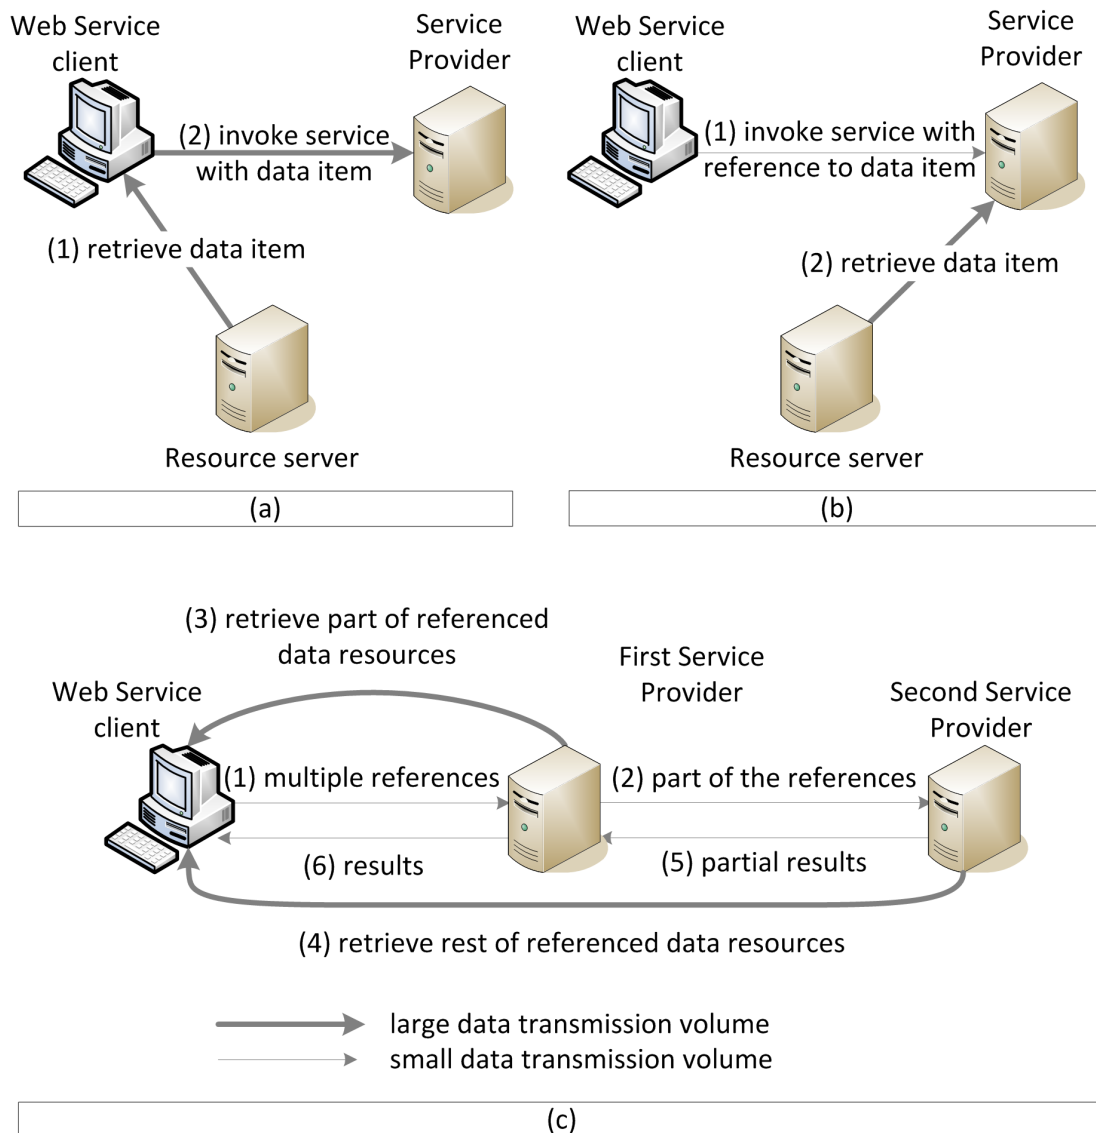 Web Service
client
Service
Provider
(2) invoke service
with data item
(1) retrieve data item
Resource server
(a)
Web Service
client
Service
Provider
(1) invoke service with
reference to data item
(2) retrieve data item
Resource server
(b)
(3) retrieve part of referenced
data resources
First Service
Provider
Web Service
client
Second Service
Provider
(1) multiple references
(2) part of the references
(6) results
(5) partial results
(4) retrieve rest of referenced data resources
large data transmission volume
small data transmission volume
(c)